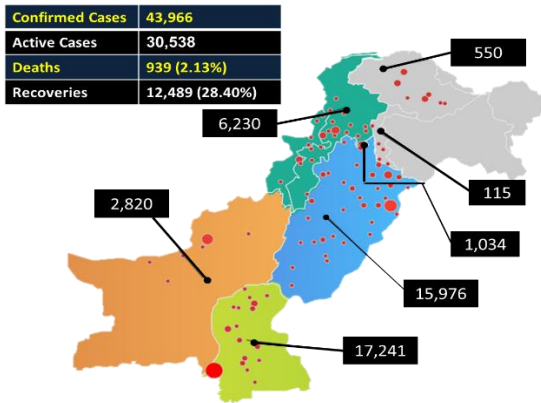 Confirmed Cases 43,966
Active Cases 30,538
Deaths 939 (2.13%)
Recoveries 12,489 (28.40%)
550
6,230
115
2,820
1,034
15,976
17,241